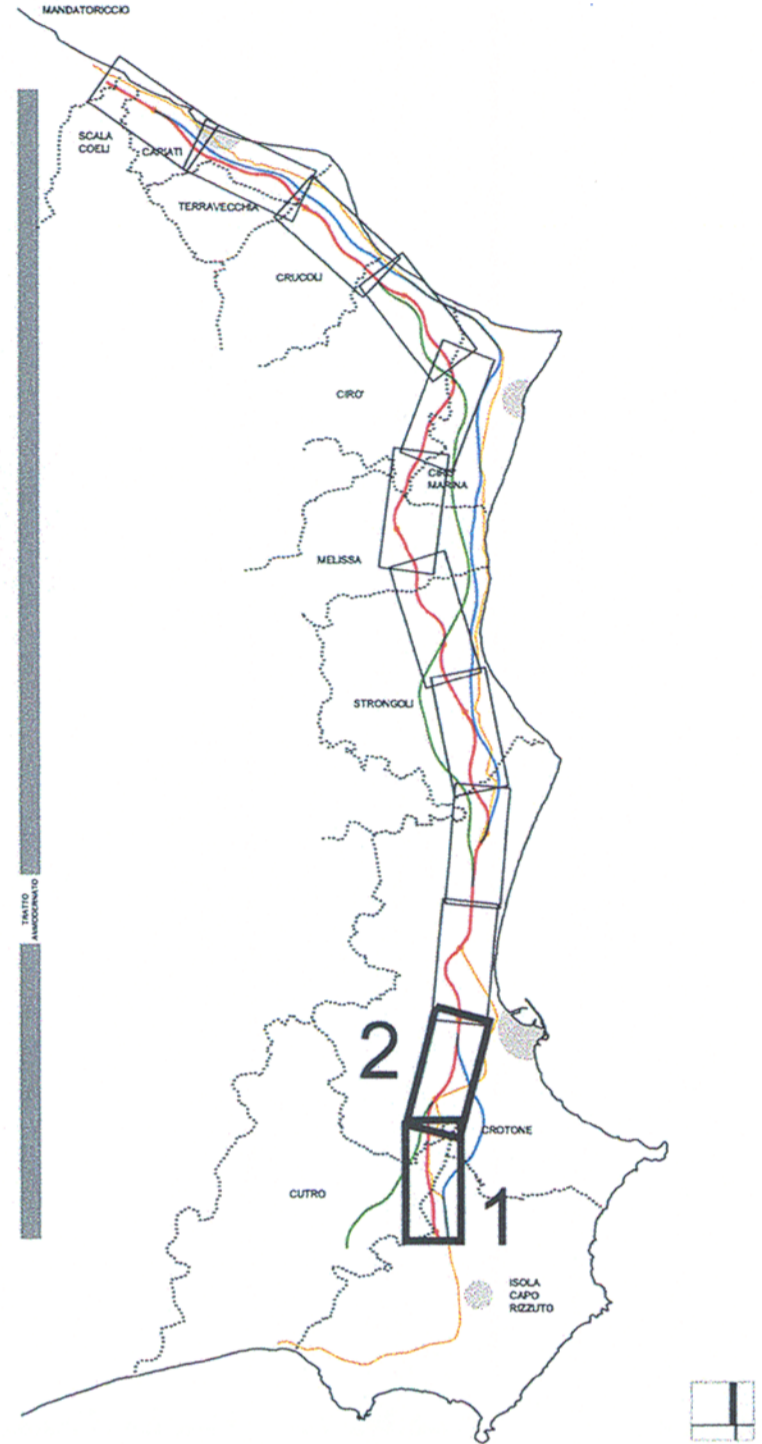 MANDATORICCIO
SCALA
COELI
CARIATI
TERRAVECCHIA
CRUCOLI
CIRO'
CIRO'
MARINA
MELISSA
STRONGOLI
TRATTO
AMMODERNATO
2
CROTONE
CUTRO
1
ISOLA
CAPO
RIZZUTO